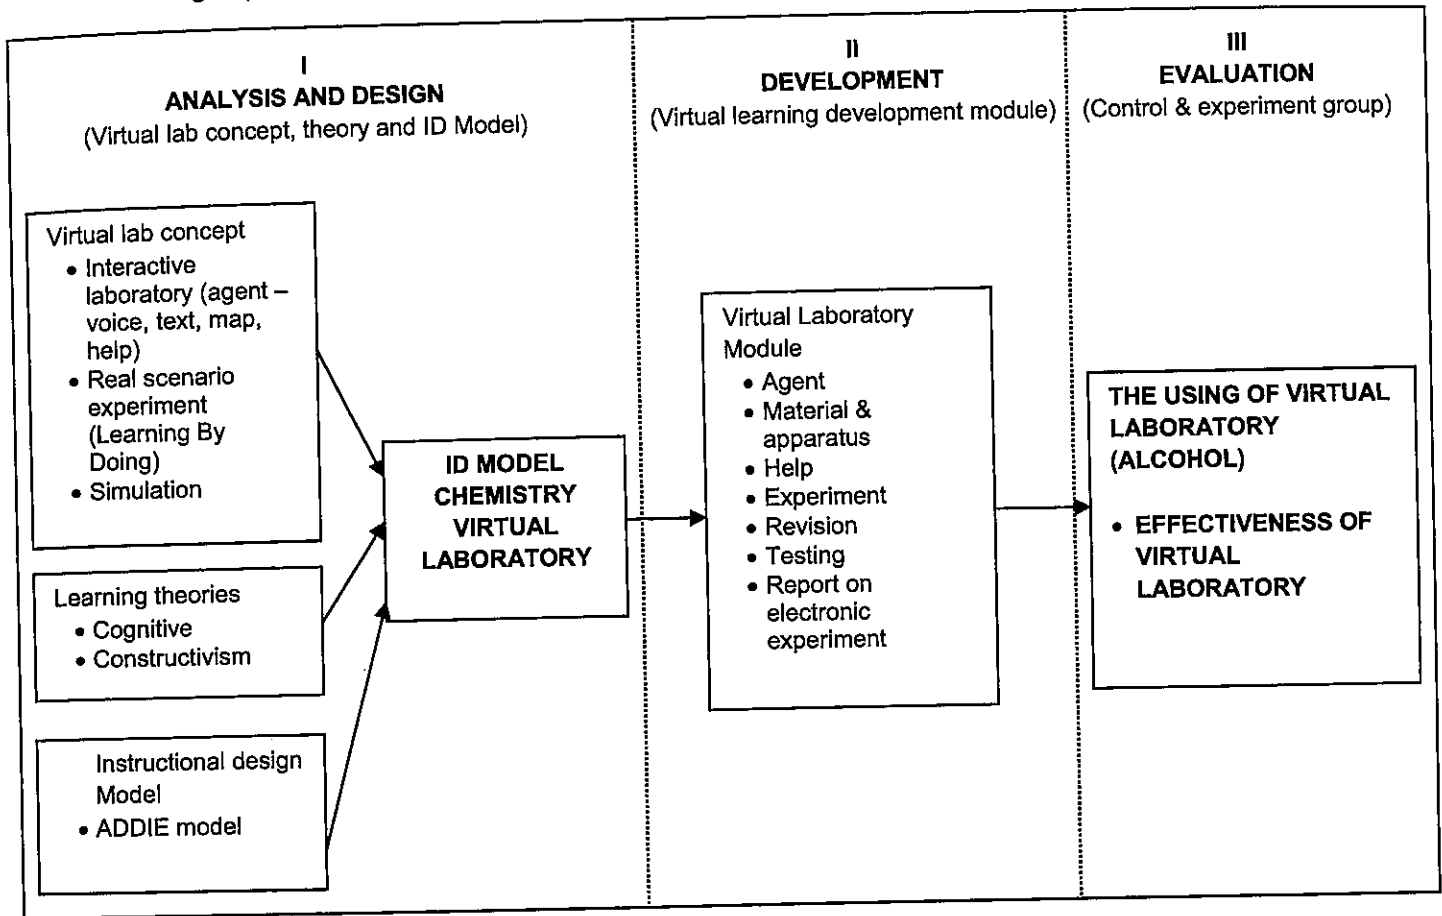 I
ANALYSIS AND DESIGN
(Virtual lab concept, theory and ID Model)
II
DEVELOPMENT
(Virtual learning development module)
III
EVALUATION
(Control & experiment group)
Virtual lab concept
• Interactive
laboratory (agent –
voice, text, map,
help)
• Real scenario
experiment
(Learning By
Doing)
• Simulation
Learning theories
• Cognitive
• Constructivism
Instructional design
Model
• ADDIE model
ID MODEL
CHEMISTRY
VIRTUAL
LABORATORY
Virtual Laboratory
Module
• Agent
• Material &
apparatus
• Help
• Experiment
• Revision
• Testing
• Report on
electronic
experiment
THE USING OF VIRTUAL
LABORATORY
(ALCOHOL)
• EFFECTIVENESS OF
VIRTUAL
LABORATORY